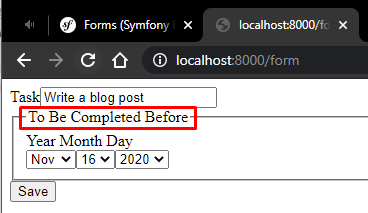 Forms (Symfony
localhost:8000/fo
localhost:8000/form
Task Write a blog post
To Be Completed Before
Year Month Day
Nov 16 2020
Save